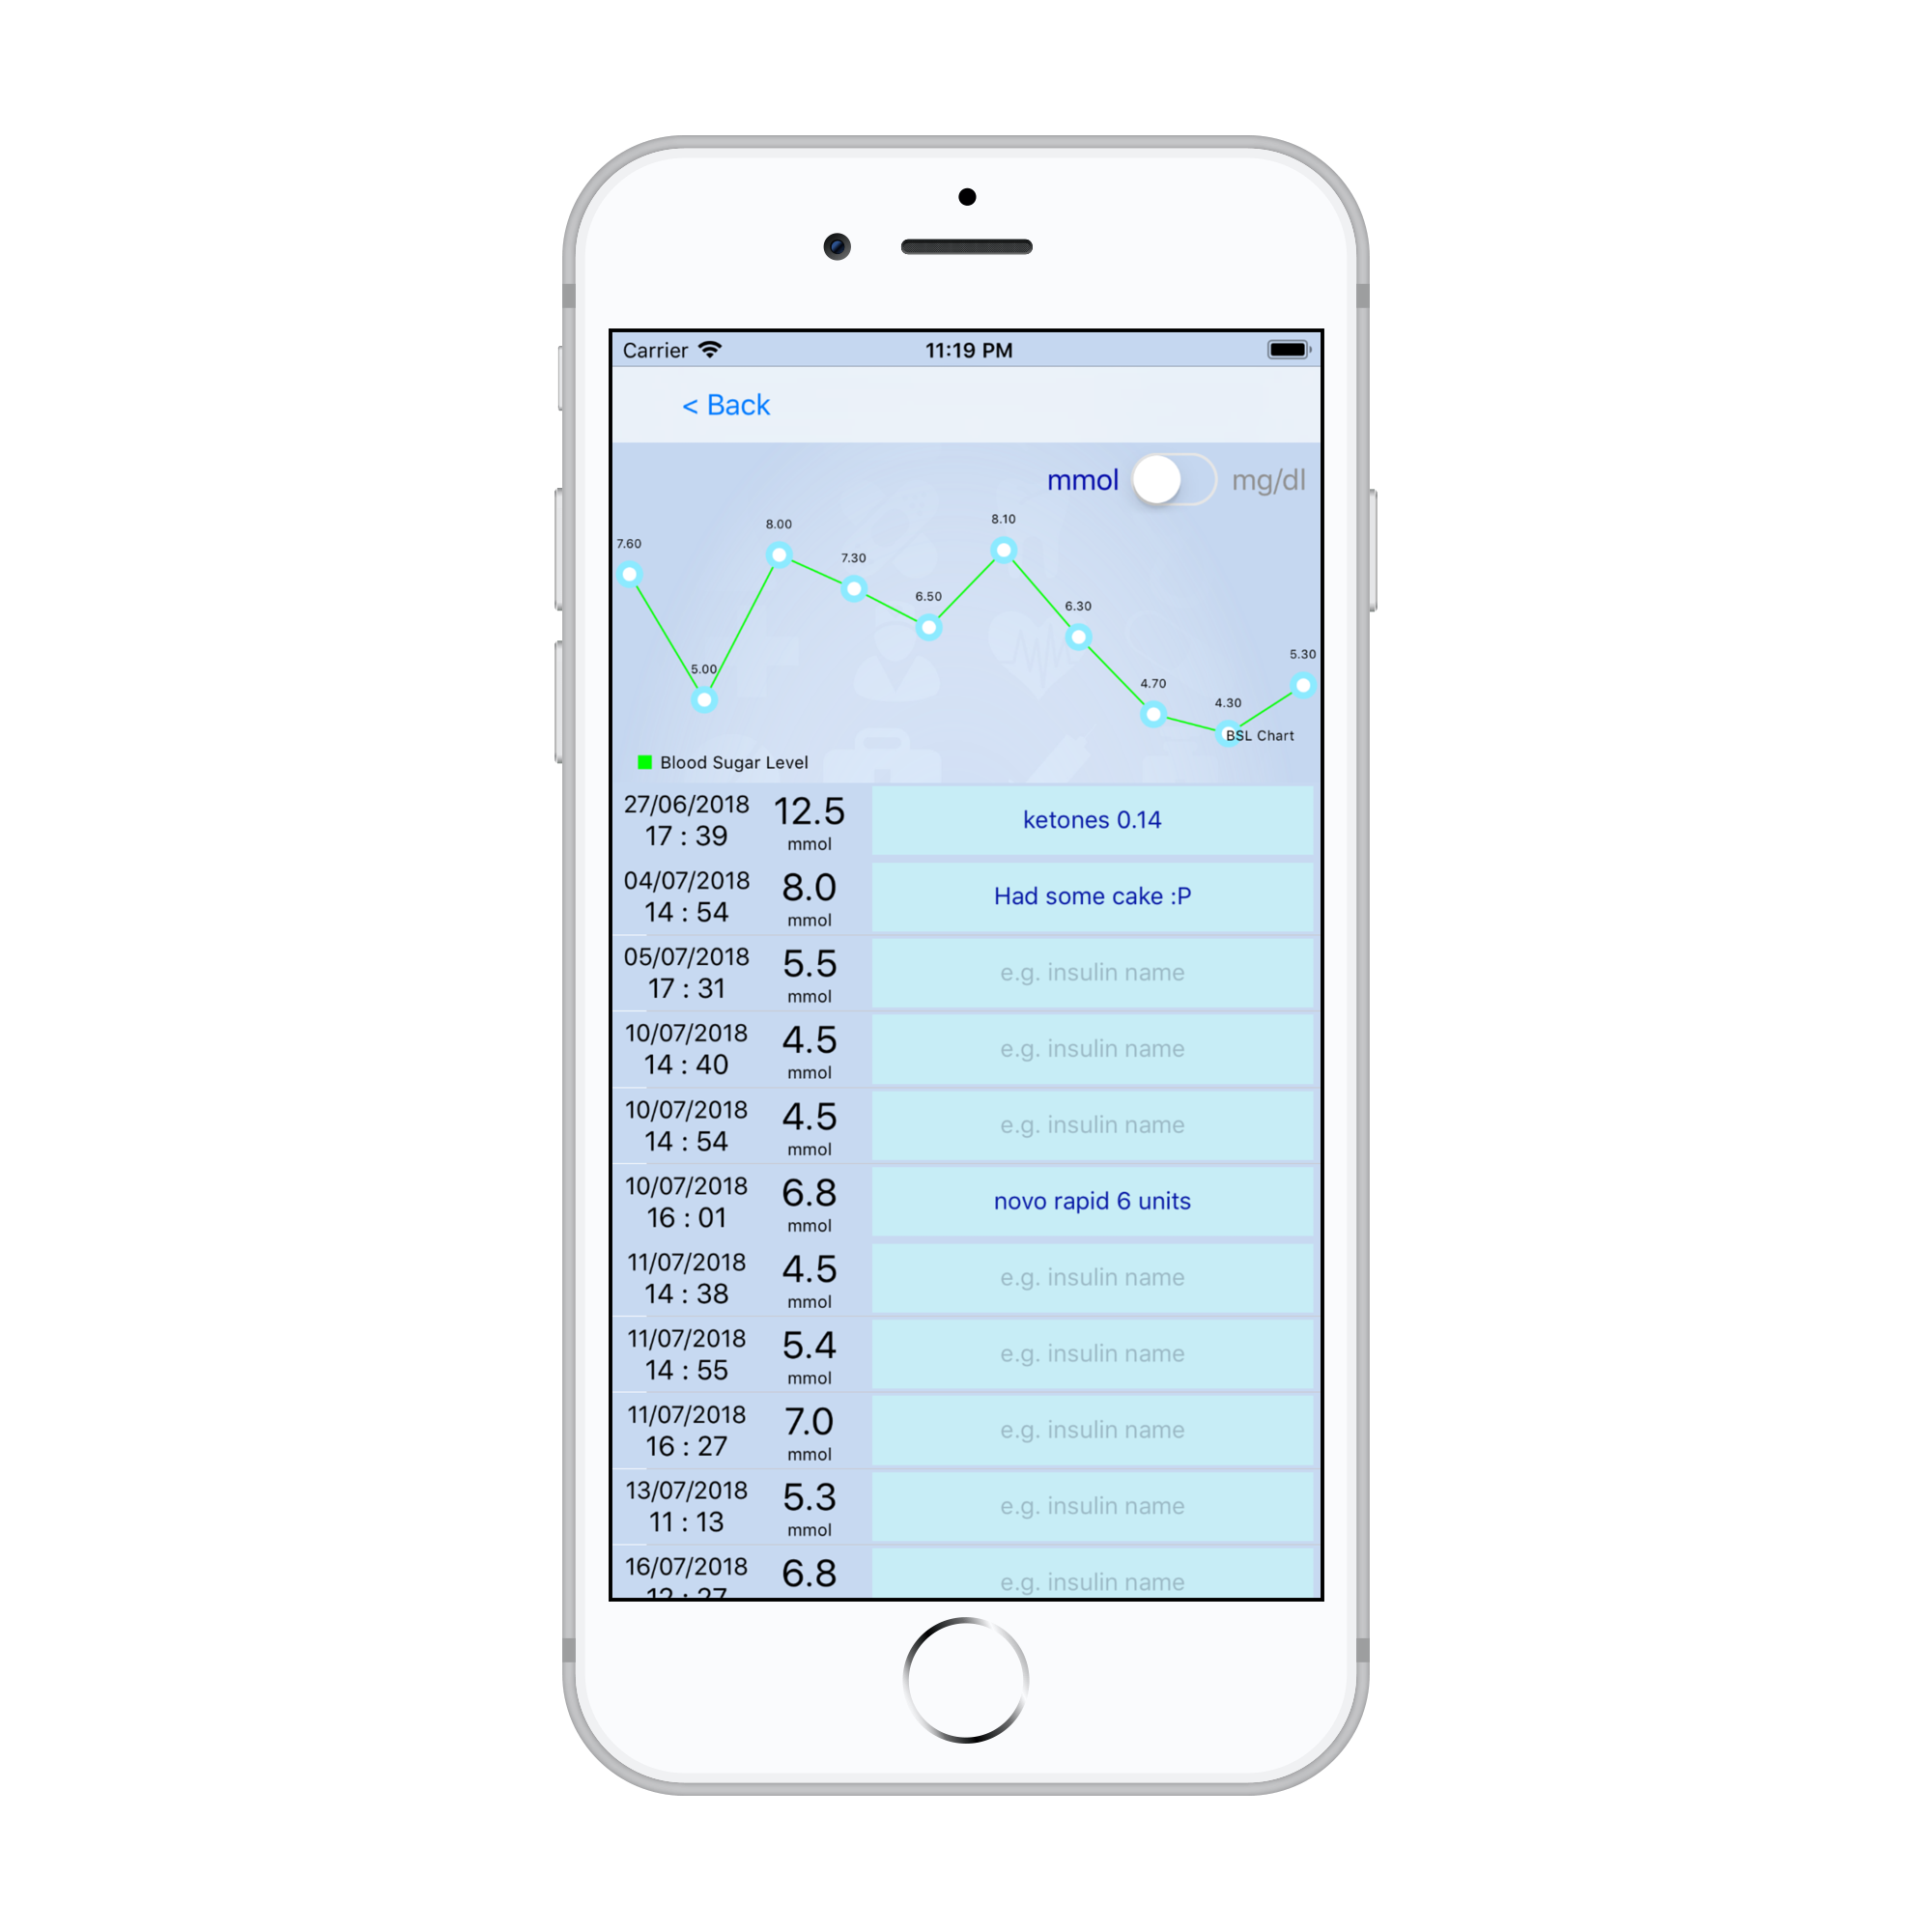 Carrier 11:19 PM
< Back
mmol mg/dl
7.60
5.00
8.00
7.30
6.50
8.10
6.30
4.70
4.30
5.30
BSL Chart
Blood Sugar Level
27/06/2018
17 : 39
12.5
mmol
ketones 0.14
04/07/2018
14 : 54
8.0
mmol
Had some cake :P
05/07/2018
17 : 31
5.5
mmol
e.g. insulin name
10/07/2018
14 : 40
4.5
mmol
e.g. insulin name
10/07/2018
14 : 54
4.5
mmol
e.g. insulin name
10/07/2018
16 : 01
6.8
mmol
novo rapid 6 units
11/07/2018
14 : 38
4.5
mmol
e.g. insulin name
11/07/2018
14 : 55
5.4
mmol
e.g. insulin name
11/07/2018
16 : 27
7.0
mmol
e.g. insulin name
13/07/2018
11 : 13
5.3
mmol
e.g. insulin name
16/07/2018
6.8
e.g. insulin name